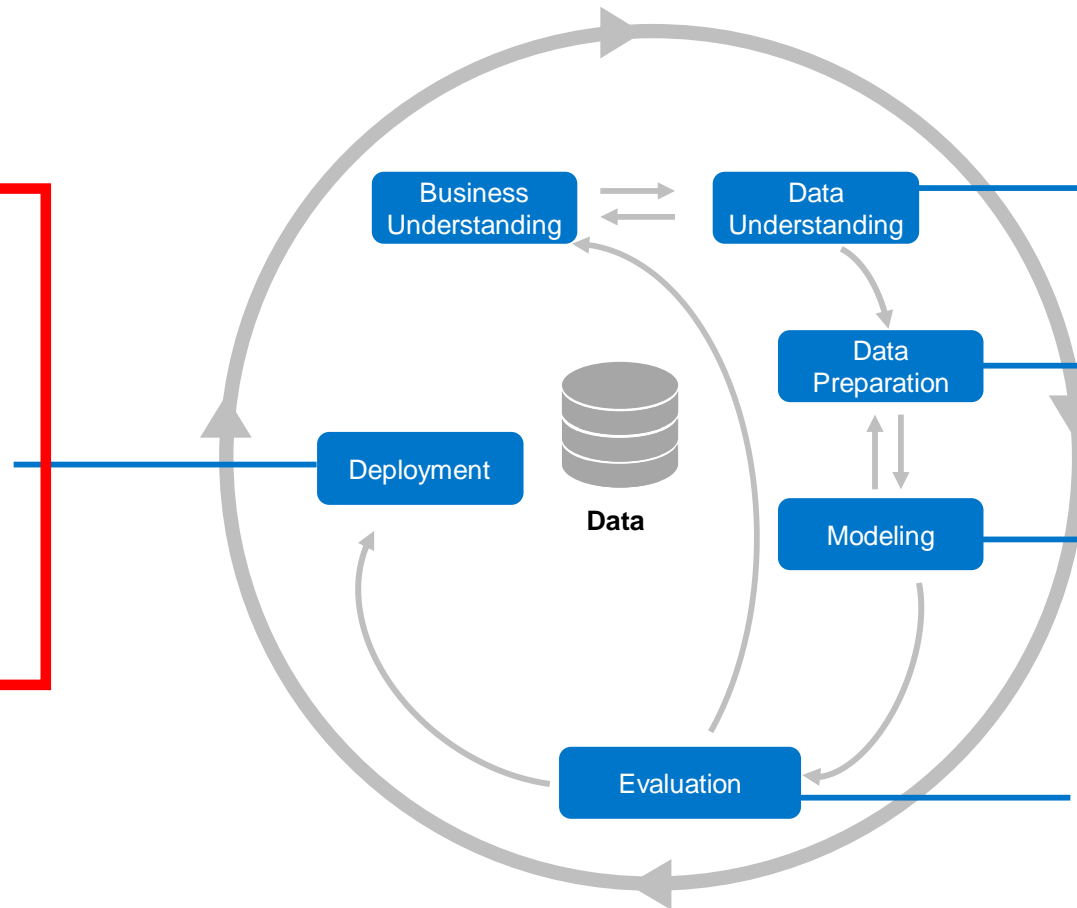 Business
Understanding
Data
Understanding
Data
Preparation
Deployment
Data
Modeling
Evaluation